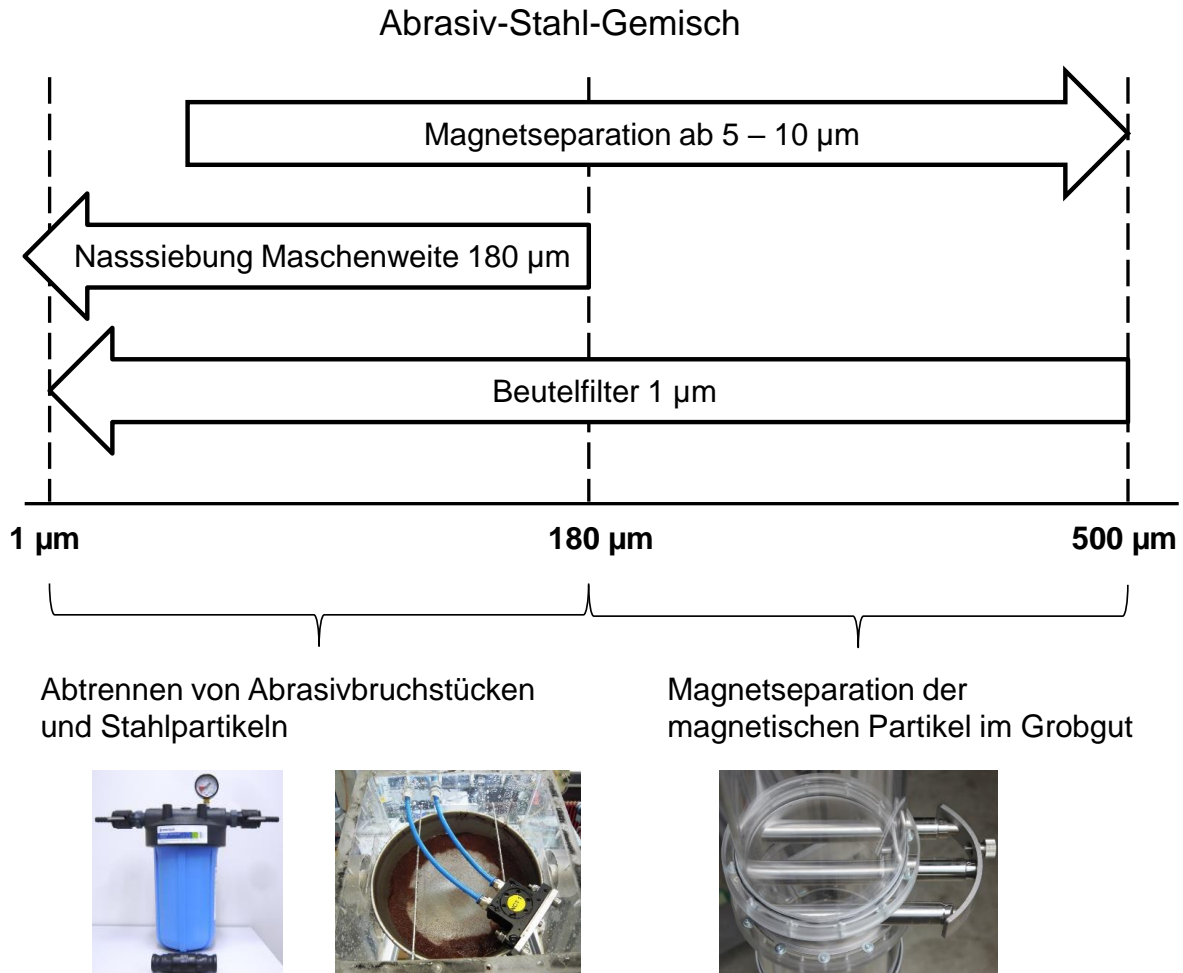 Abrasiv-Stahl-Gemisch
Magnetseparation ab 5 – 10 µm
Nasssiebung Maschenweite 180 µm
Beutelfilter 1 µm
1 µm
180 µm
500 µm
Abtrennen von Abrasivbruchstücken
und Stahlpartikeln
Magnetseparation der
magnetischen Partikel im Grobgut